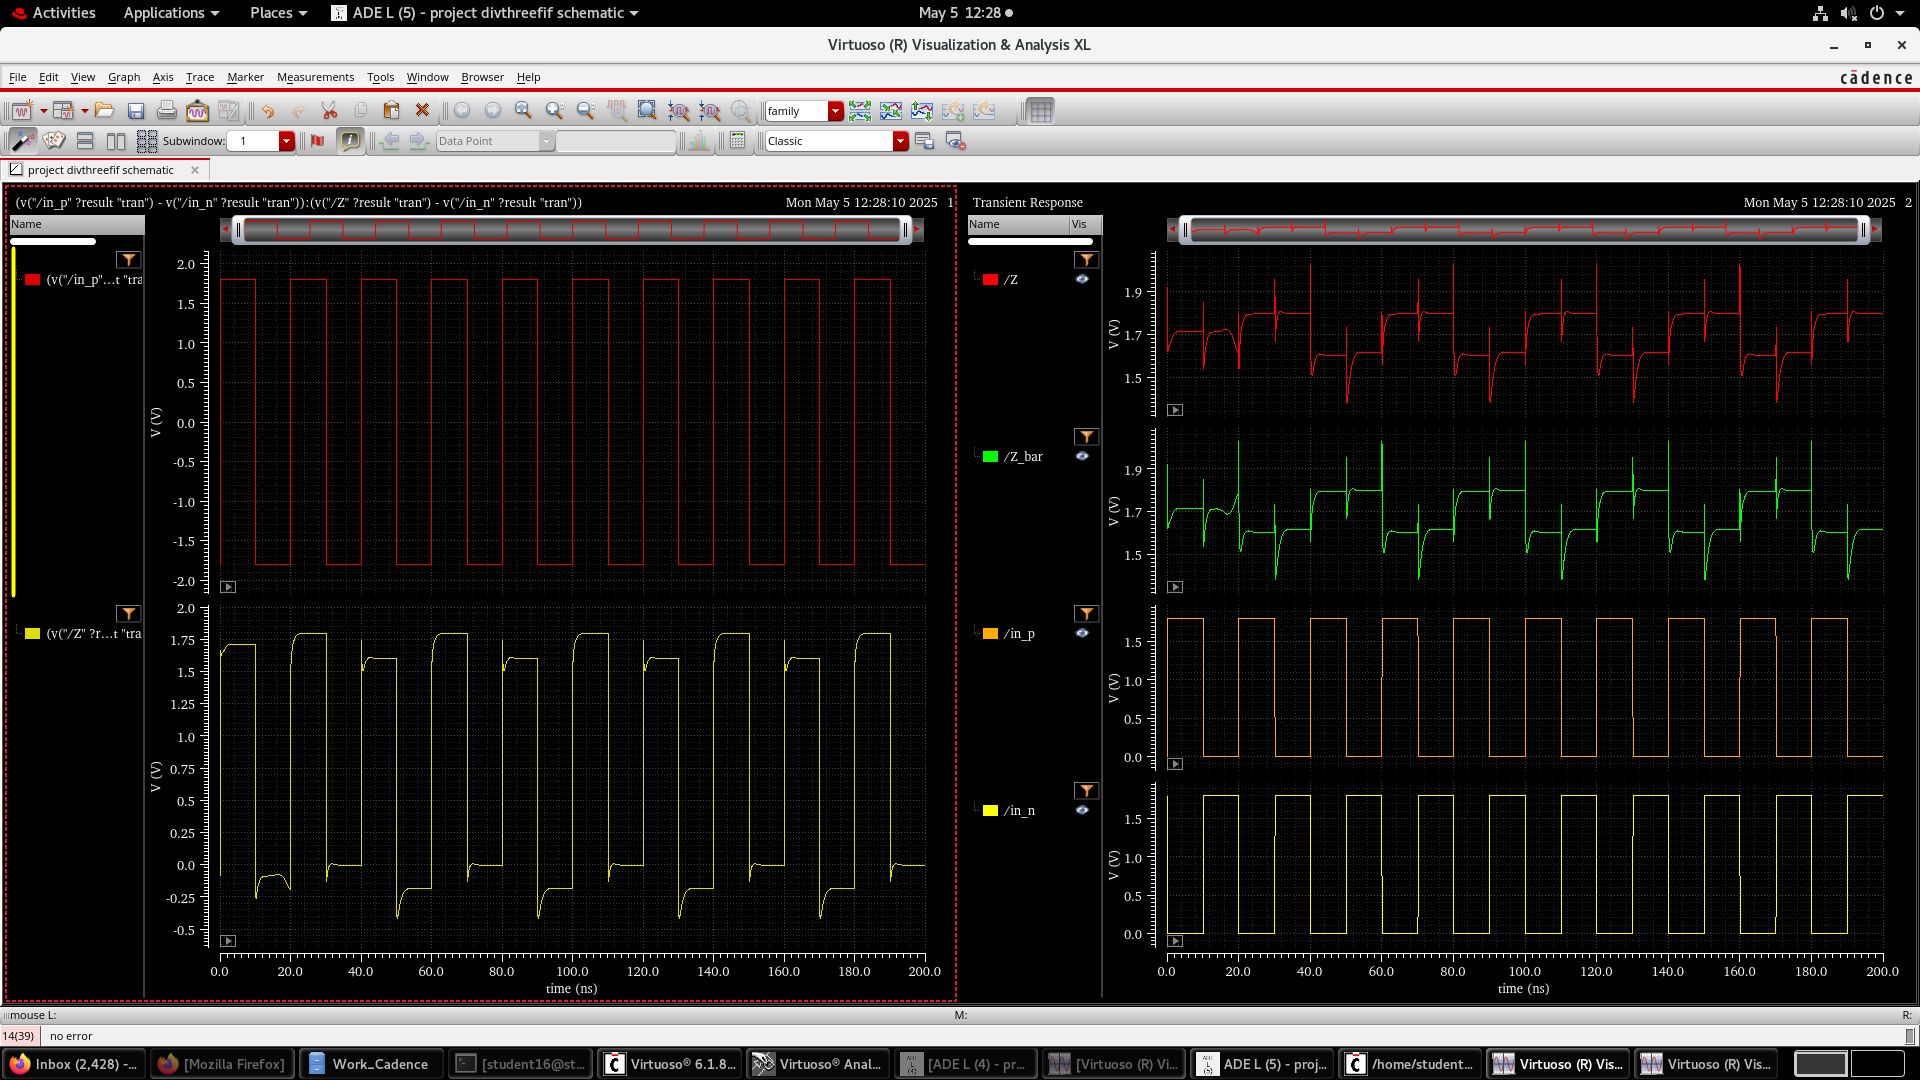 Activities Applications Places ADE L (5) - project divthreefif schematic May 5 12:28
Virtuoso (R) Visualization & Analysis XL
File Edit View Graph Axis Trace Marker Measurements Tools Window Browser Help cādence
family
Subwindow: 1 Data Point Classic
project divthreefif schematic
(v("/in_p" ?result "tran") - v("/in_n" ?result "tran")):(v("/Z" ?result "tran") - v("/in_n" ?result "tran")) Mon May 5 12:28:10 2025 1
Name
(v("/in_p"...t "tra
V (V)
2.0
1.5
1.0
0.5
0.0
-0.5
-1.0
-1.5
-2.0
(v("/Z" ?r...t "tra
V (V)
2.0
1.75
1.5
1.25
1.0
0.75
0.5
0.25
0.0
-0.25
-0.5
0.0 20.0 40.0 60.0 80.0 100.0 120.0 140.0 160.0 180.0 200.0
time (ns)
Transient Response Mon May 5 12:28:10 2025 2
Name Vis
/Z
V (V)
1.9
1.7
1.5
/Z_bar
V (V)
1.9
1.7
1.5
/in_p
V (V)
1.5
1.0
0.5
0.0
/in_n
V (V)
1.5
1.0
0.5
0.0
0.0 20.0 40.0 60.0 80.0 100.0 120.0 140.0 160.0 180.0 200.0
time (ns)
mouse L: M: R:
14(39) no error
Inbox (2,428) -... [Mozilla Firefox] Work_Cadence [student16@st... Virtuoso® 6.1.8... Virtuoso® Anal... [ADE L (4) - pr... [Virtuoso (R) Vi... ADE L (5) - proj... /home/student... Virtuoso (R) Vis... Virtuoso (R) Vis...